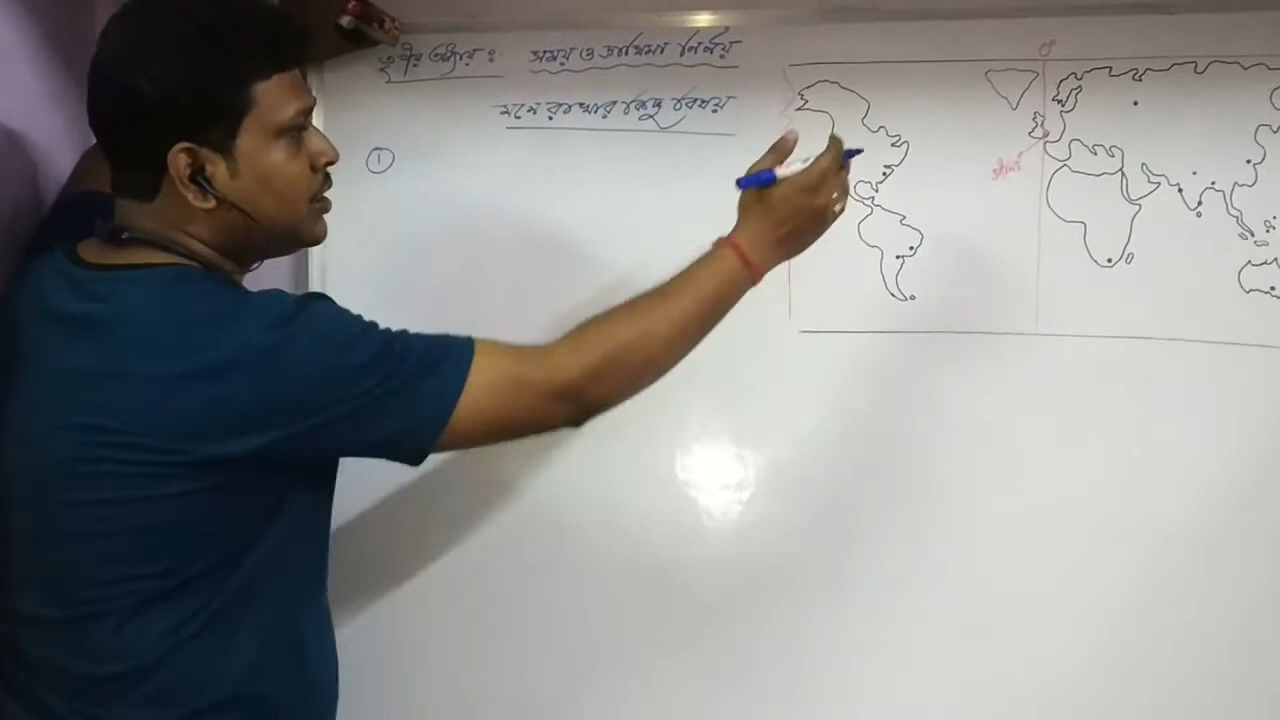 তৃতীয় অধ্যায় : সময় ও দ্রাঘিমা নির্ণয়
মনে রাখার কিছু বিষয়
①
0°